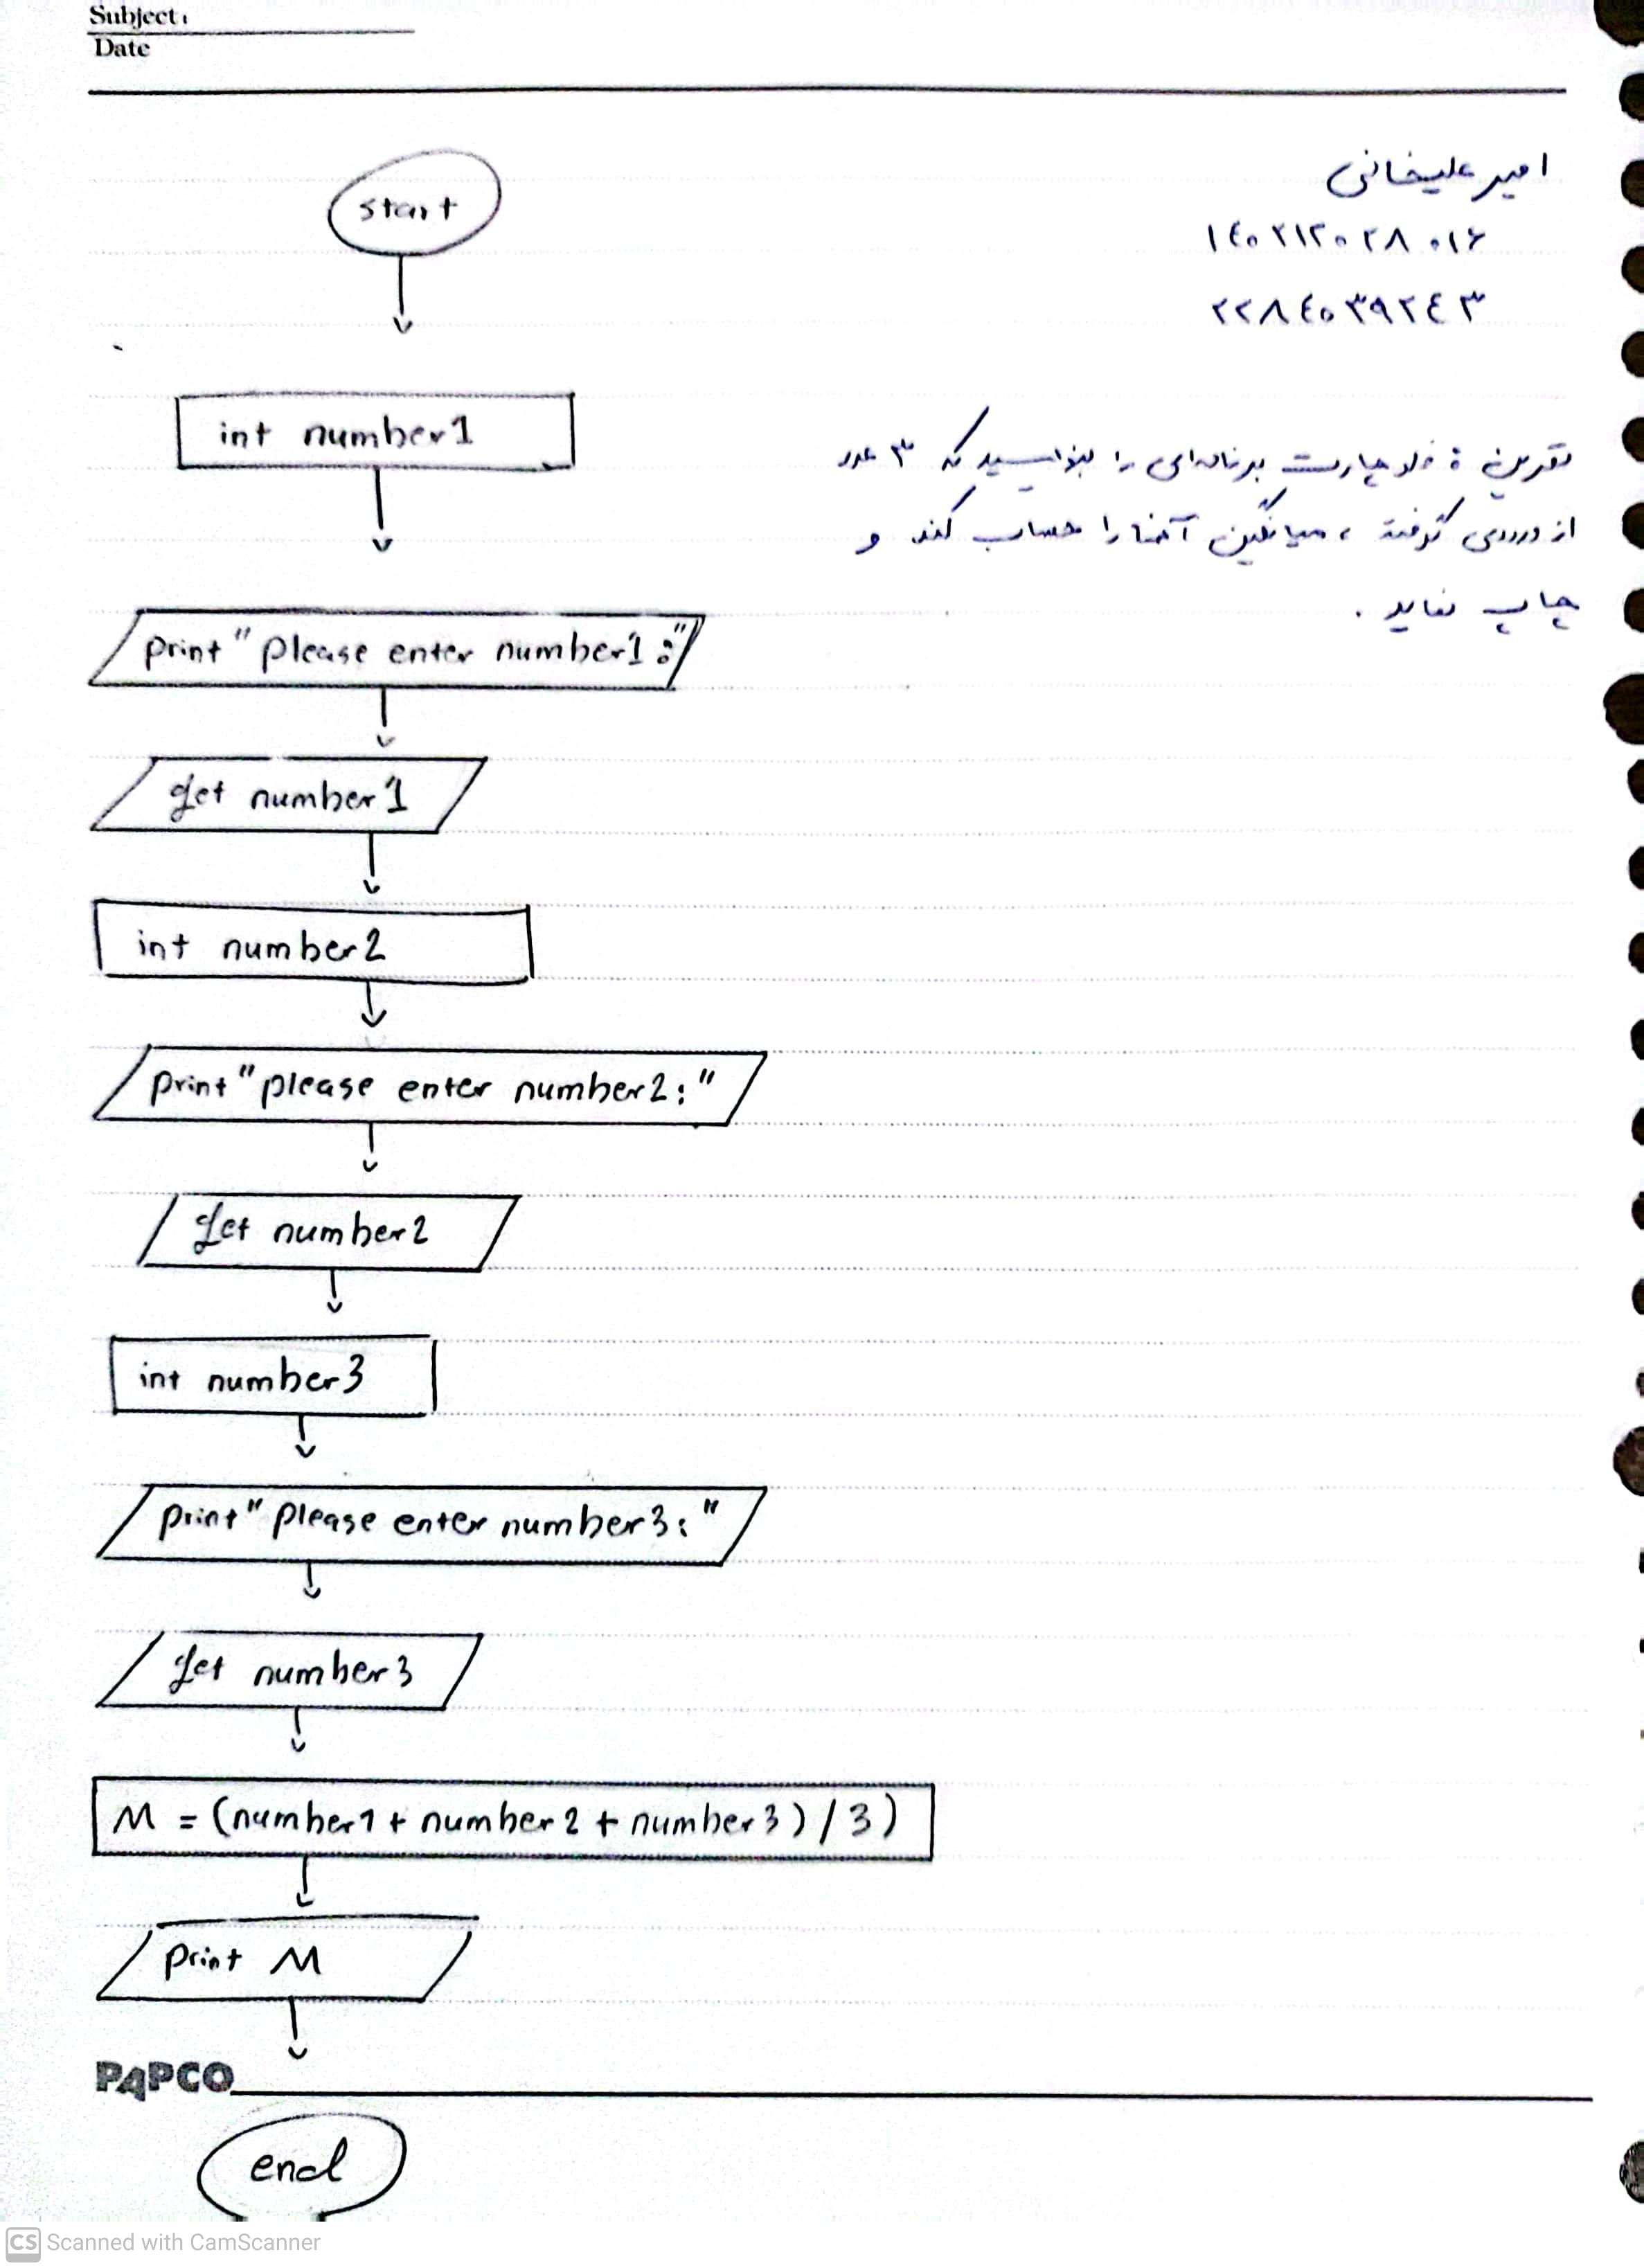 Subject:
Date
امیر علیخانی
۱۴۰۲۱۲۰۲۸۰۱۶
۲۲۸۴۰۳۹۲۴۳
تمرین : فلوچارت برنامه‌ای را بنویسید که ۳ عدد
از ورودی گرفته ، میانگین آنها را حساب کند و
چاپ نماید .
start
int number1
print "please enter number1:"
get number1
int number2
print "please enter number2:"
get number2
int number3
print "please enter number3:"
get number3
M = (number1 + number2 + number3) / 3)
print M
PAPCO
end
CS Scanned with CamScanner